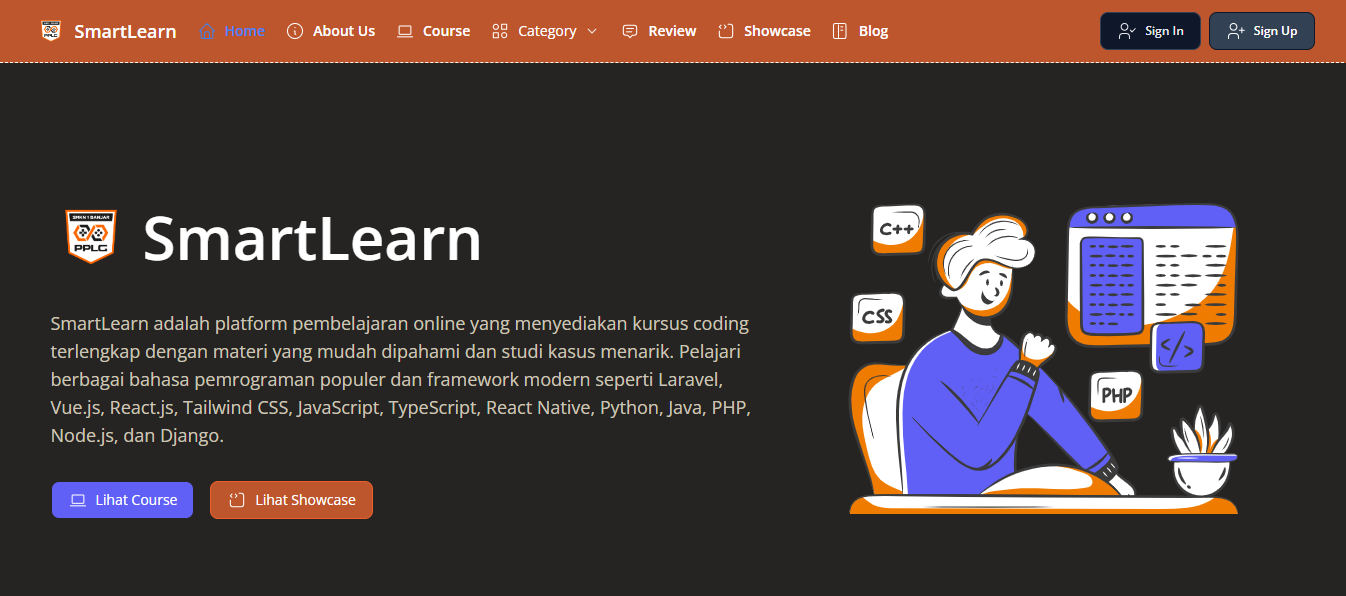 SmartLearn Home About Us Course Category Review Showcase Blog Sign In Sign Up
SMKN 1 BANJAR
PPLG
SmartLearn
SmartLearn adalah platform pembelajaran online yang menyediakan kursus coding
terlengkap dengan materi yang mudah dipahami dan studi kasus menarik. Pelajari
berbagai bahasa pemrograman populer dan framework modern seperti Laravel,
Vue.js, React.js, Tailwind CSS, JavaScript, TypeScript, React Native, Python, Java, PHP,
Node.js, dan Django.
Lihat Course Lihat Showcase
C++
CSS
</>
PHP